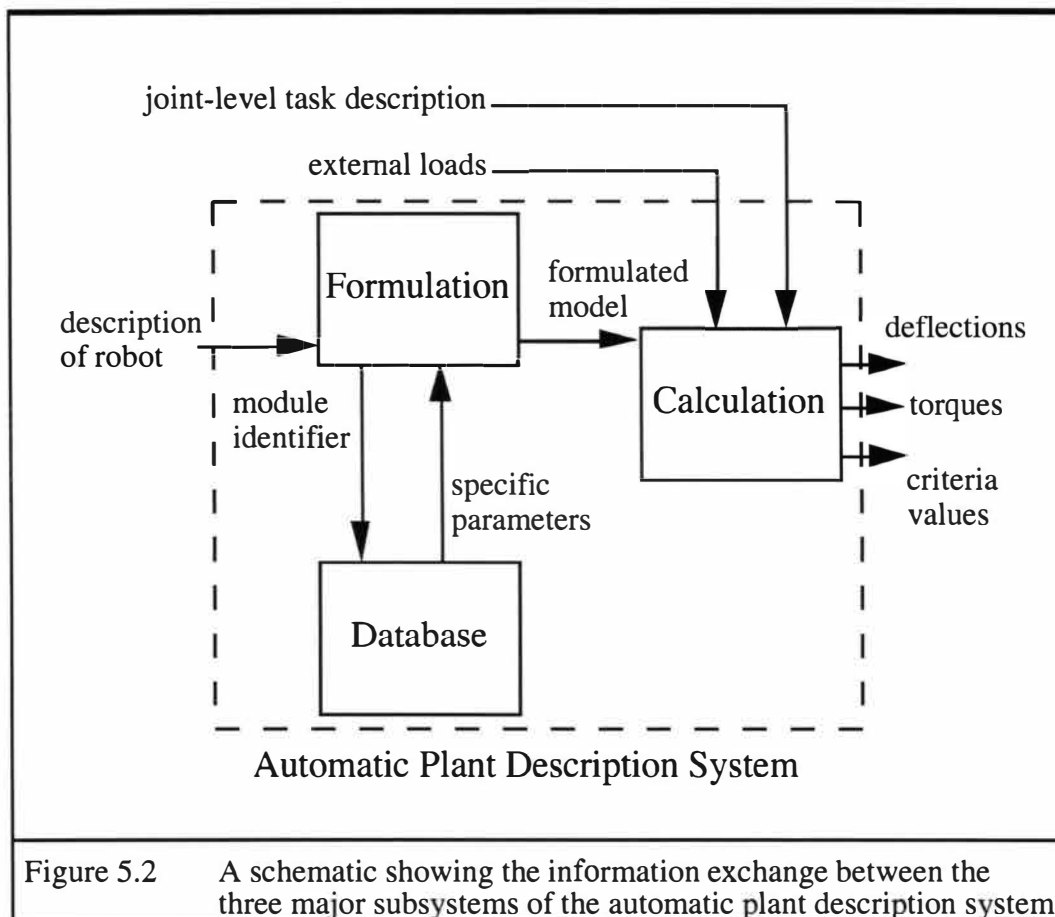 joint-level task description
external loads
Formulation
formulated
model
description
of robot
deflections
Calculation
torques
module
identifier
specific
parameters
criteria
values
Database
Automatic Plant Description System
Figure 5.2 A schematic showing the information exchange between the
three major subsystems of the automatic plant description system